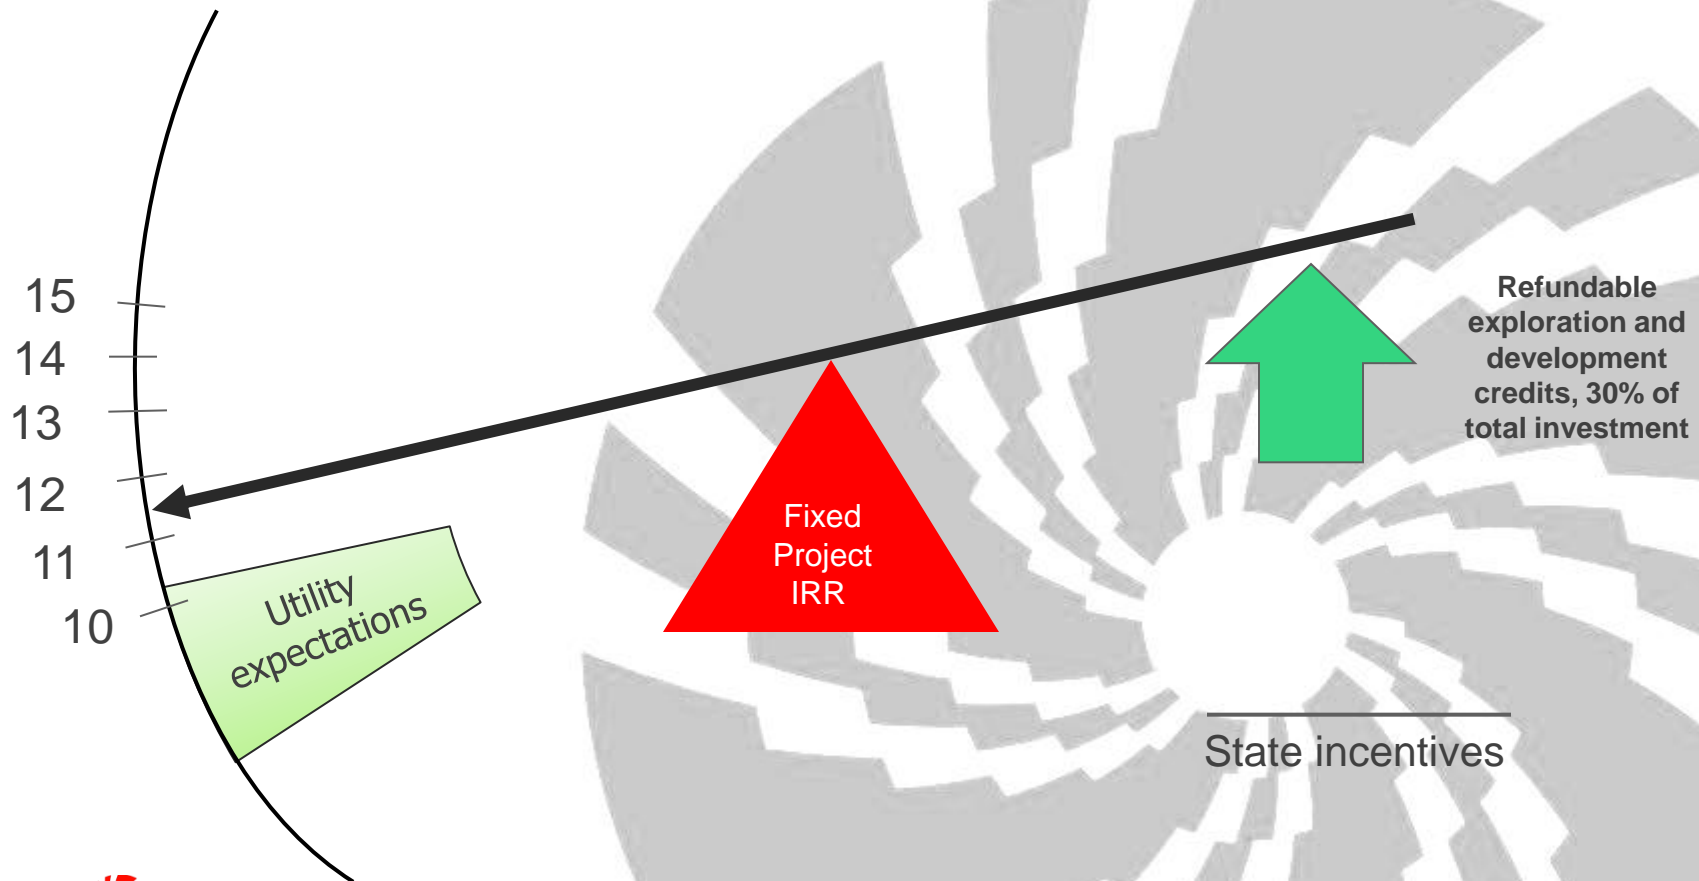 15
14
13
12
11
10
Utility
expectations
Fixed
Project
IRR
Refundable
exploration and
development
credits, 30% of
total investment
State incentives